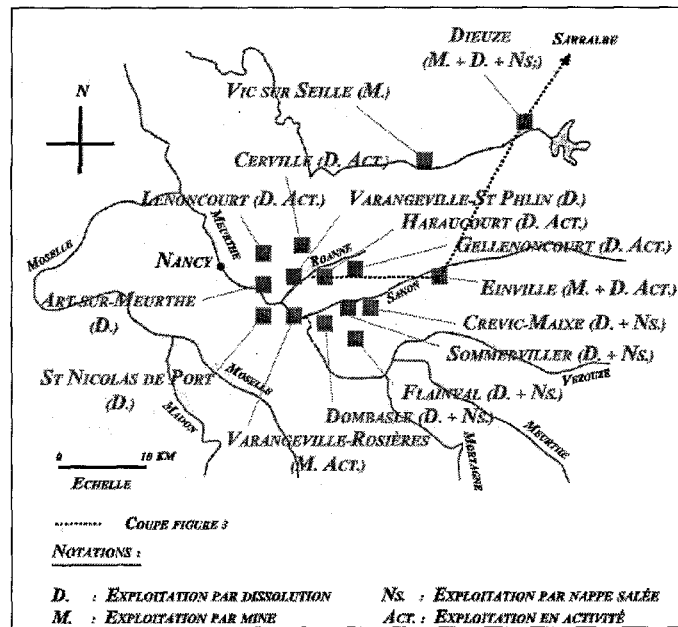 DIEUZE
(M. + D. + NS.)
SARRALBE
VIC SUR SEILLE (M.)
N
CERVILLE (D. ACT.)
LENONCOURT (D. ACT.)
VARANGEVILLE-ST PHLIN (D.)
HARAUCOURT (D. ACT.)
GELLENONCOURT (D. ACT.)
MEURTHE
ROANNE
MOSELLE
NANCY
SANON
EINVILLE (M. + D. ACT.)
ART-SUR-MEURTHE
(D.)
CREVIC-MAIXE (D. + NS.)
SOMMERVILLER (D. + NS.)
VEZOUZE
ST NICOLAS DE PORT
(D.)
MOSELLE
FLAINVAL (D. + NS.)
DOMBASLE (D. + NS.)
MADON
VARANGEVILLE-ROSIÈRES
(M. ACT.)
MORTAGNE
MEURTHE
0 10 KM
ECHELLE
COUPE FIGURE 3
NOTATIONS :
D. : EXPLOITATION PAR DISSOLUTION
NS. : EXPLOITATION PAR NAPPE SALÉE
M. : EXPLOITATION PAR MINE
ACT. : EXPLOITATION EN ACTIVITÉ